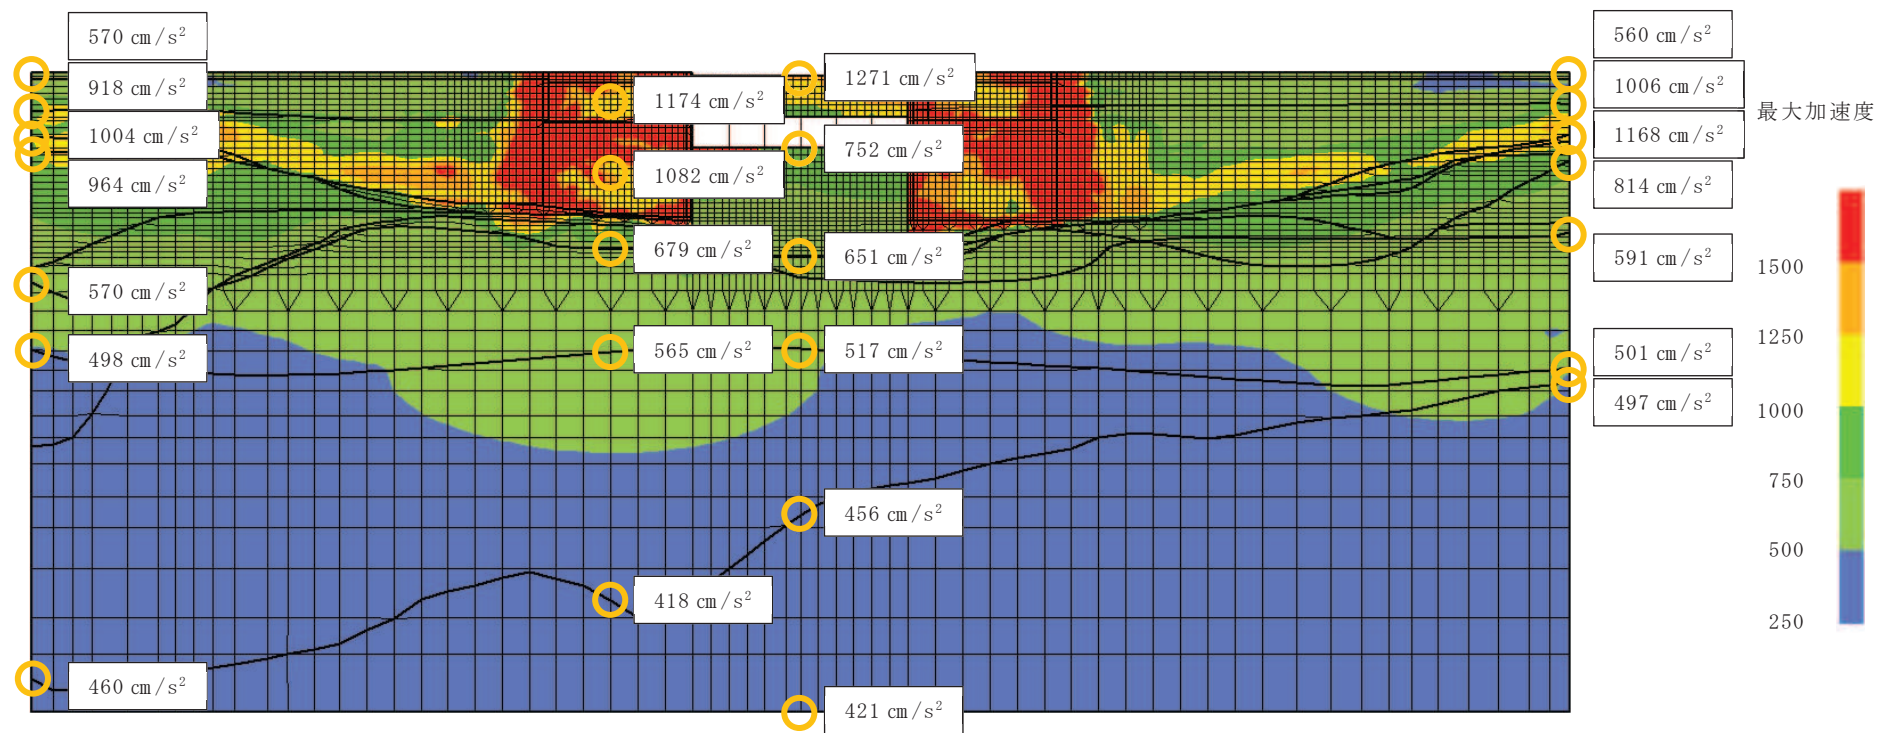 570 cm/s²
918 cm/s²
1004 cm/s²
964 cm/s²
570 cm/s²
498 cm/s²
460 cm/s²
1174 cm/s²
1082 cm/s²
679 cm/s²
565 cm/s²
418 cm/s²
1271 cm/s²
752 cm/s²
651 cm/s²
517 cm/s²
456 cm/s²
421 cm/s²
560 cm/s²
1006 cm/s²
1168 cm/s²
814 cm/s²
591 cm/s²
501 cm/s²
497 cm/s²
最大加速度
1500
1250
1000
750
500
250